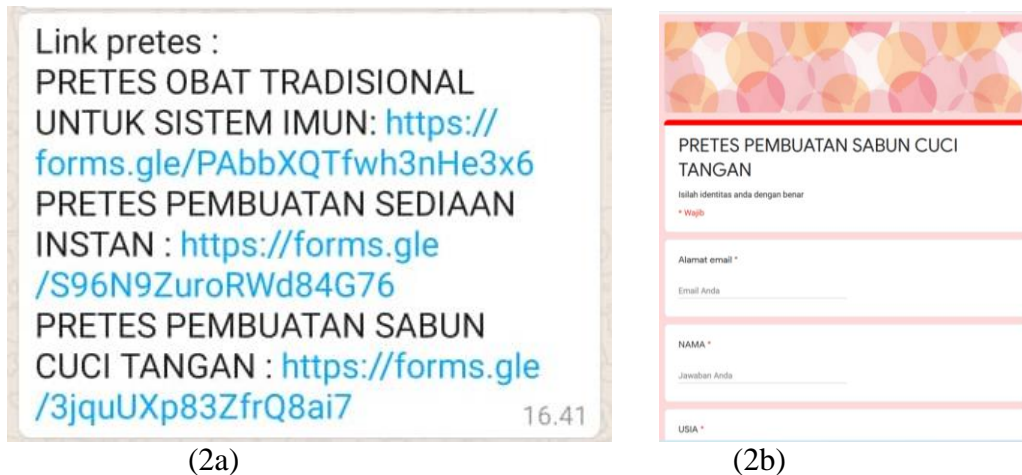 Link pretes :
PRETES OBAT TRADISIONAL
UNTUK SISTEM IMUN: https://
forms.gle/PAbbXQTfwh3nHe3x6
PRETES PEMBUATAN SEDIAAN
INSTAN : https://forms.gle
/S96N9ZuroRWd84G76
PRETES PEMBUATAN SABUN
CUCI TANGAN : https://forms.gle
/3jquUXp83ZfrQ8ai7
16.41
(2a)
PRETES PEMBUATAN SABUN CUCI
TANGAN
Isilah identitas anda dengan benar
* Wajib
Alamat email *
Email Anda
NAMA *
Jawaban Anda
USIA *
(2b)